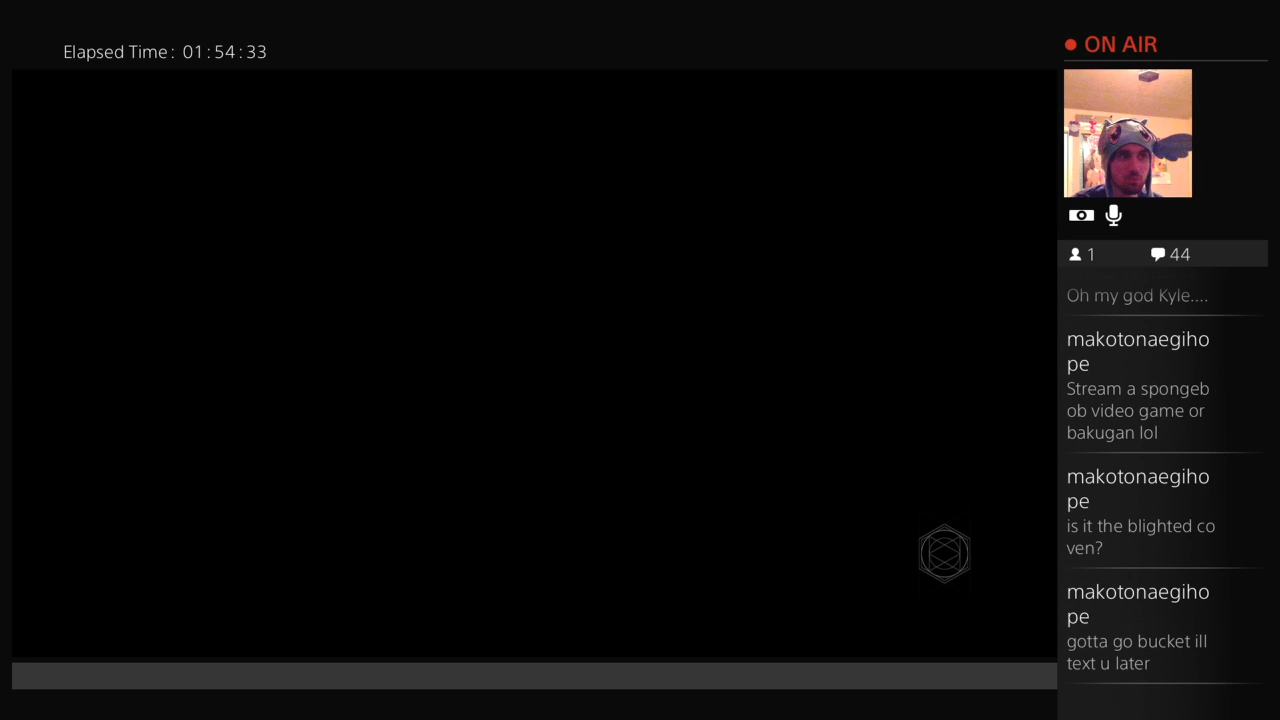 Elapsed Time: 01:54:33
ON AIR
1
44
Oh my god Kyle....
makotonaegiho
pe
Stream a spongeb
ob video game or
bakugan lol
makotonaegiho
pe
is it the blighted co
ven?
makotonaegiho
pe
gotta go bucket ill
text u later